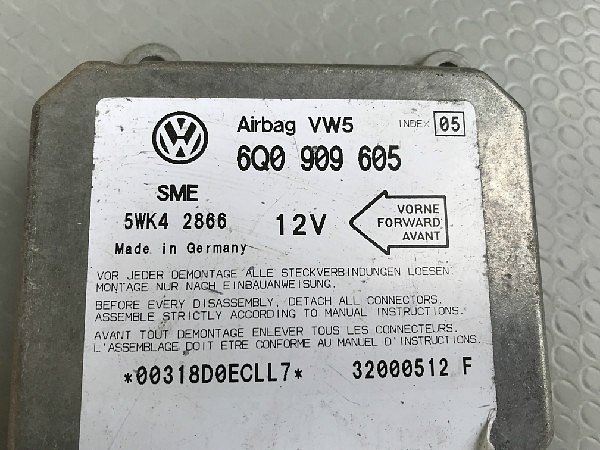 Airbag VW5 INDEX 05
6Q0 909 605
SME
5WK4 2866 12V
VORNE
FORWARD
AVANT
Made in Germany
VOR JEDER DEMONTAGE ALLE STECKVERBINDUNGEN LOESEN
MONTAGE NUR NACH EINBAUANWEISUNG.
BEFORE EVERY DISASSEMBLY, DETACH ALL CONNECTORS.
ASSEMBLE STRICTLY ACCORDING TO MANUAL INSTRUCTIONS.
AVANT TOUT DEMONTAGE ENLEVER TOUS LES CONNECTEURS.
L'ASSEMBLAGE DOIT ETRE CONFORME AU MANUEL D'INSTRUCTIONS.
*00318D0ECLL7* 32000512 F